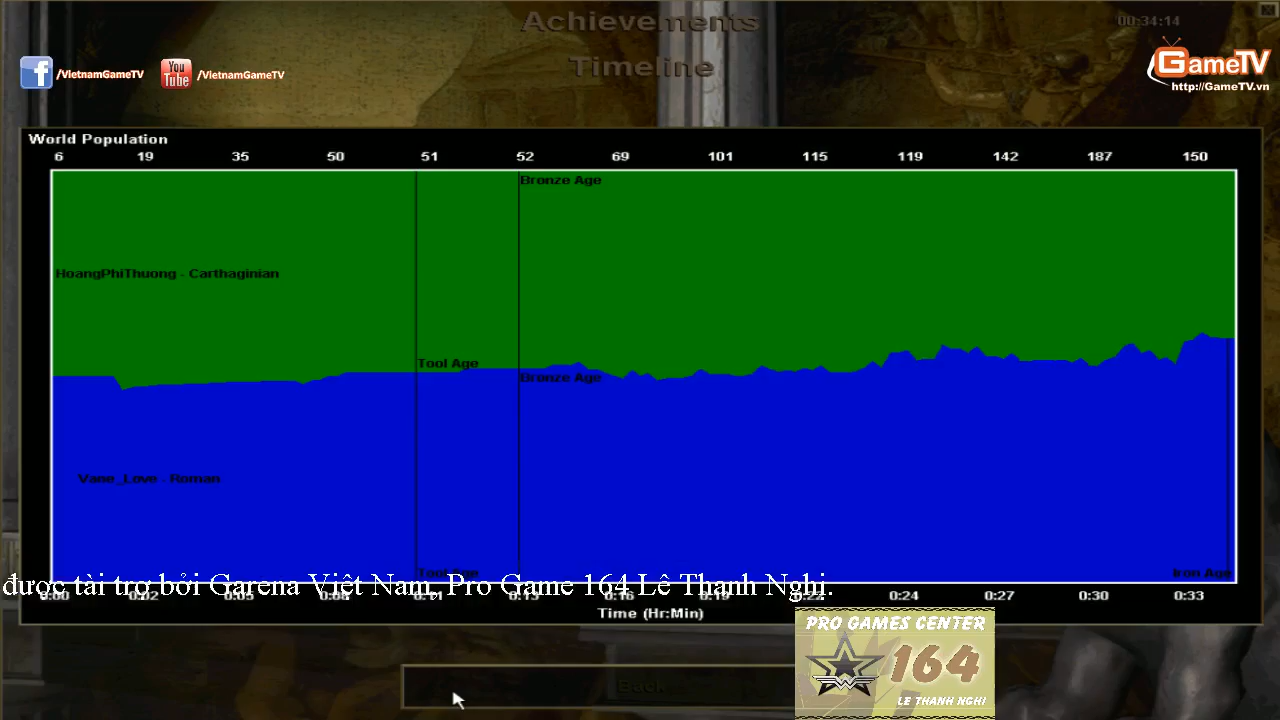 Achievements
00:34:14
Timeline
/VietnamGameTV
You Tube
/VietnamGameTV
GameTV
http://GameTV.vn
World Population
6 19 35 50 51 52 69 101 115 119 142 187 150
Bronze Age
HoangPhiThuong - Carthaginian
Tool Age
Bronze Age
Vane_Love - Roman
Tool Age
Iron Age
được tài trợ bởi Garena Việt Nam, Pro Game 164 Lê Thanh Nghị.
0:00 0:02 0:05 0:08 0:11 0:13 0:16 0:19 0:22 0:24 0:27 0:30 0:33
Time (Hr:Min)
PRO GAMES CENTER
164
LE THANH NGHI
Back